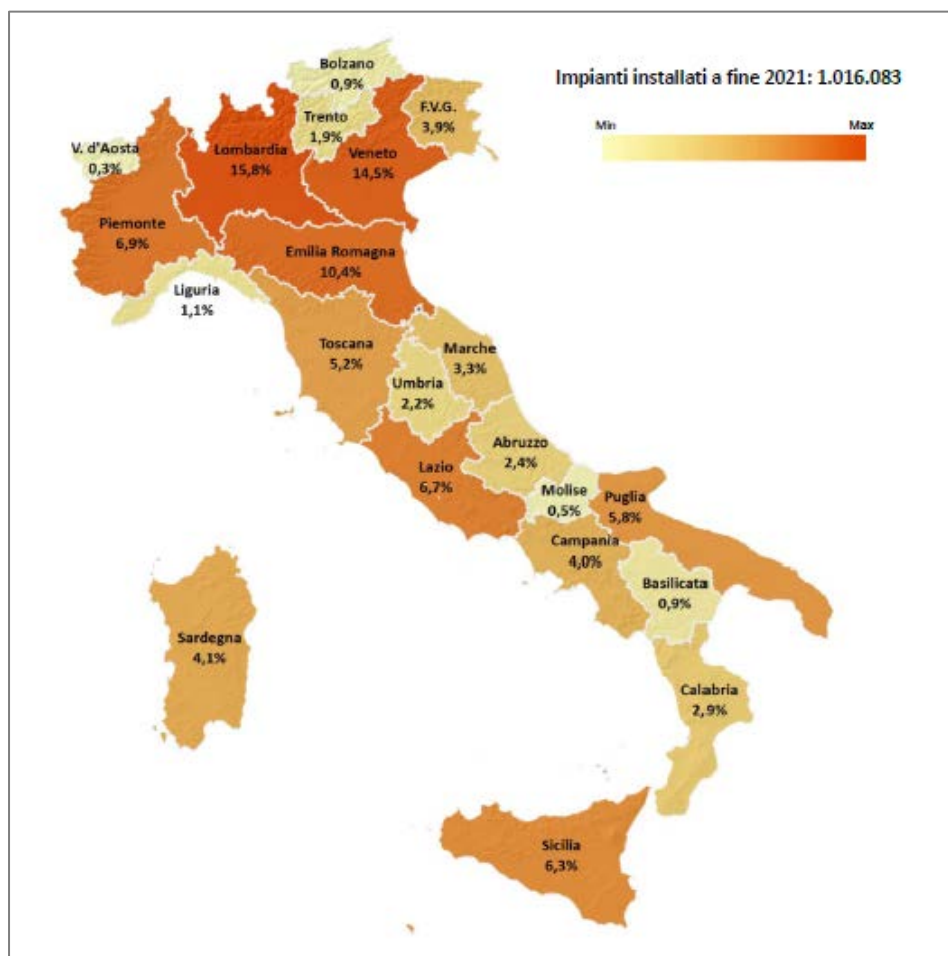 Impianti installati a fine 2021: 1.016.083
Min
Max
Bolzano
0,9%
Trento
1,9%
F.V.G.
3,9%
V. d'Aosta
0,3%
Lombardia
15,8%
Veneto
14,5%
Piemonte
6,9%
Emilia Romagna
10,4%
Liguria
1,1%
Toscana
5,2%
Marche
3,3%
Umbria
2,2%
Abruzzo
2,4%
Lazio
6,7%
Molise
0,5%
Puglia
5,8%
Campania
4,0%
Basilicata
0,9%
Sardegna
4,1%
Calabria
2,9%
Sicilia
6,3%